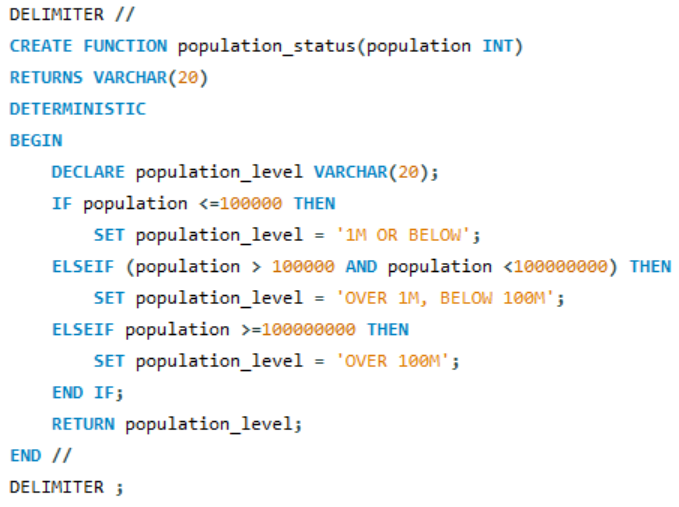 DELIMITER //
CREATE FUNCTION population_status(population INT)
RETURNS VARCHAR(20)
DETERMINISTIC
BEGIN
    DECLARE population_level VARCHAR(20);
    IF population <=100000 THEN
        SET population_level = '1M OR BELOW';
    ELSEIF (population > 100000 AND population <100000000) THEN
        SET population_level = 'OVER 1M, BELOW 100M';
    ELSEIF population >=100000000 THEN
        SET population_level = 'OVER 100M';
    END IF;
    RETURN population_level;
END //
DELIMITER ;